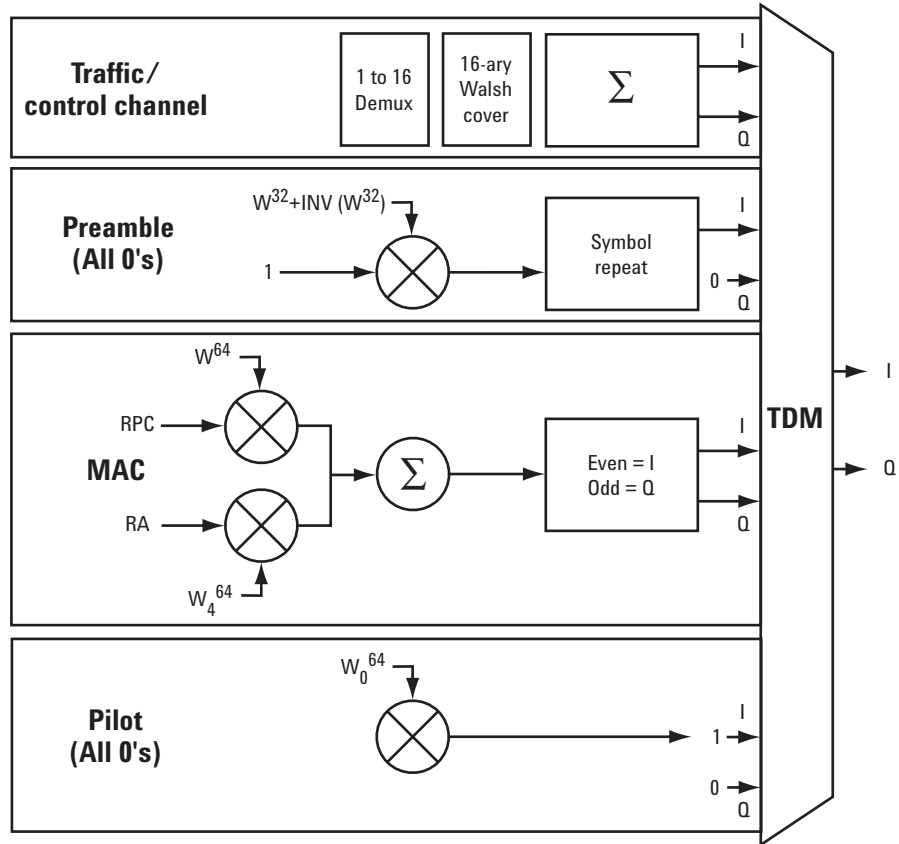 Traffic/
control channel
1 to 16
Demux
16-ary
Walsh
cover
Σ
I
Q
Preamble
(All 0's)
W³²+INV (W³²)
1
Symbol
repeat
I
0
Q
MAC
W⁶⁴
RPC
RA
W₄⁶⁴
Σ
Even = I
Odd = Q
I
Q
Pilot
(All 0's)
W₀⁶⁴
I
1
0
Q
TDM
I
Q